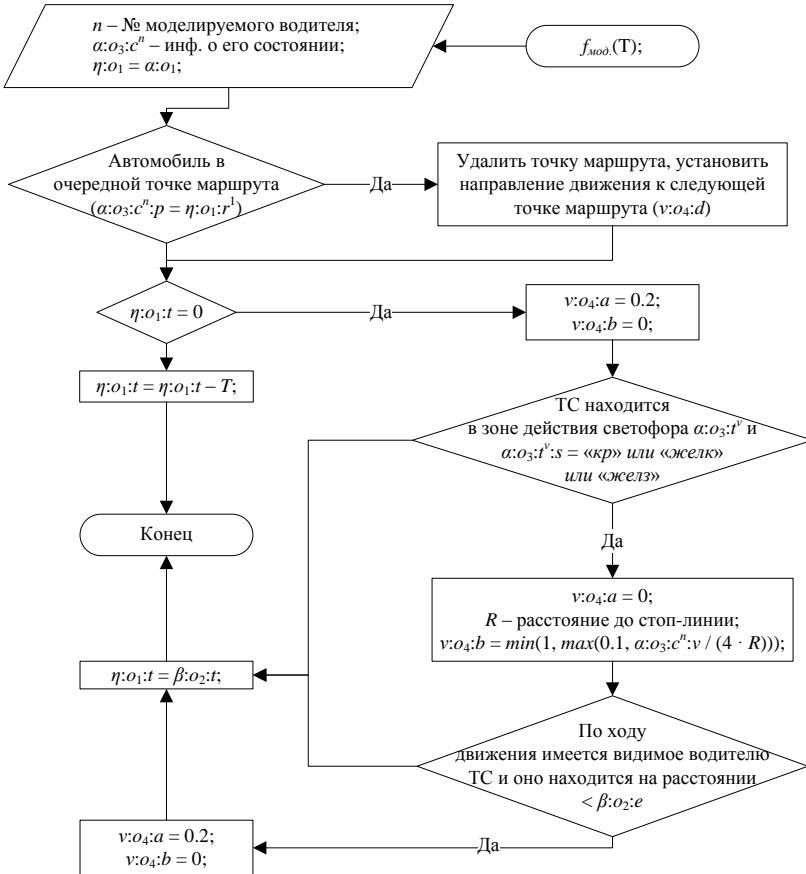 n – № моделируемого водителя;
α:o₃:cⁿ – инф. о его состоянии;
η:o₁ = α:o₁;
fмод.(T);
Автомобиль в
очередной точке маршрута
(α:o₃:cⁿ:p = η:o₁:r¹)
Да
Удалить точку маршрута, установить
направление движения к следующей
точке маршрута (ν:o₄:d)
η:o₁:t = 0
Да
ν:o₄:a = 0.2;
ν:o₄:b = 0;
η:o₁:t = η:o₁:t – T;
ТС находится
в зоне действия светофора α:o₃:tᵛ и
α:o₃:tᵛ:s = «кр» или «желк»
или «желз»
Конец
Да
ν:o₄:a = 0;
R – расстояние до стоп-линии;
ν:o₄:b = min(1, max(0.1, α:o₃:cⁿ:v / (4 · R)));
η:o₁:t = β:o₂:t;
По ходу
движения имеется видимое водителю
ТС и оно находится на расстоянии
< β:o₂:e
Да
ν:o₄:a = 0.2;
ν:o₄:b = 0;